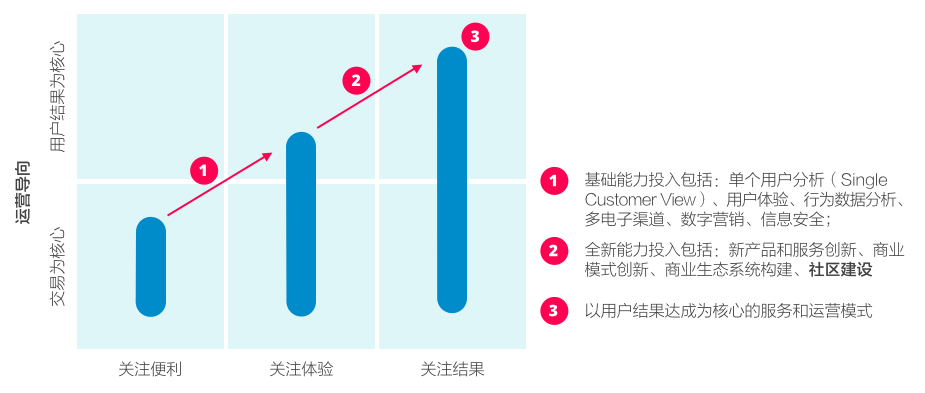 用户结果为核心
运营导向
交易为核心
3
2
1
关注便利
关注体验
关注结果
1
基础能力投入包括：单个用户分析（Single
Customer View）、用户体验、行为数据分析、
多电子渠道、数字营销、信息安全；
2
全新能力投入包括：新产品和服务创新、商业
模式创新、商业生态系统构建、社区建设
3
以用户结果达成为核心的服务和运营模式